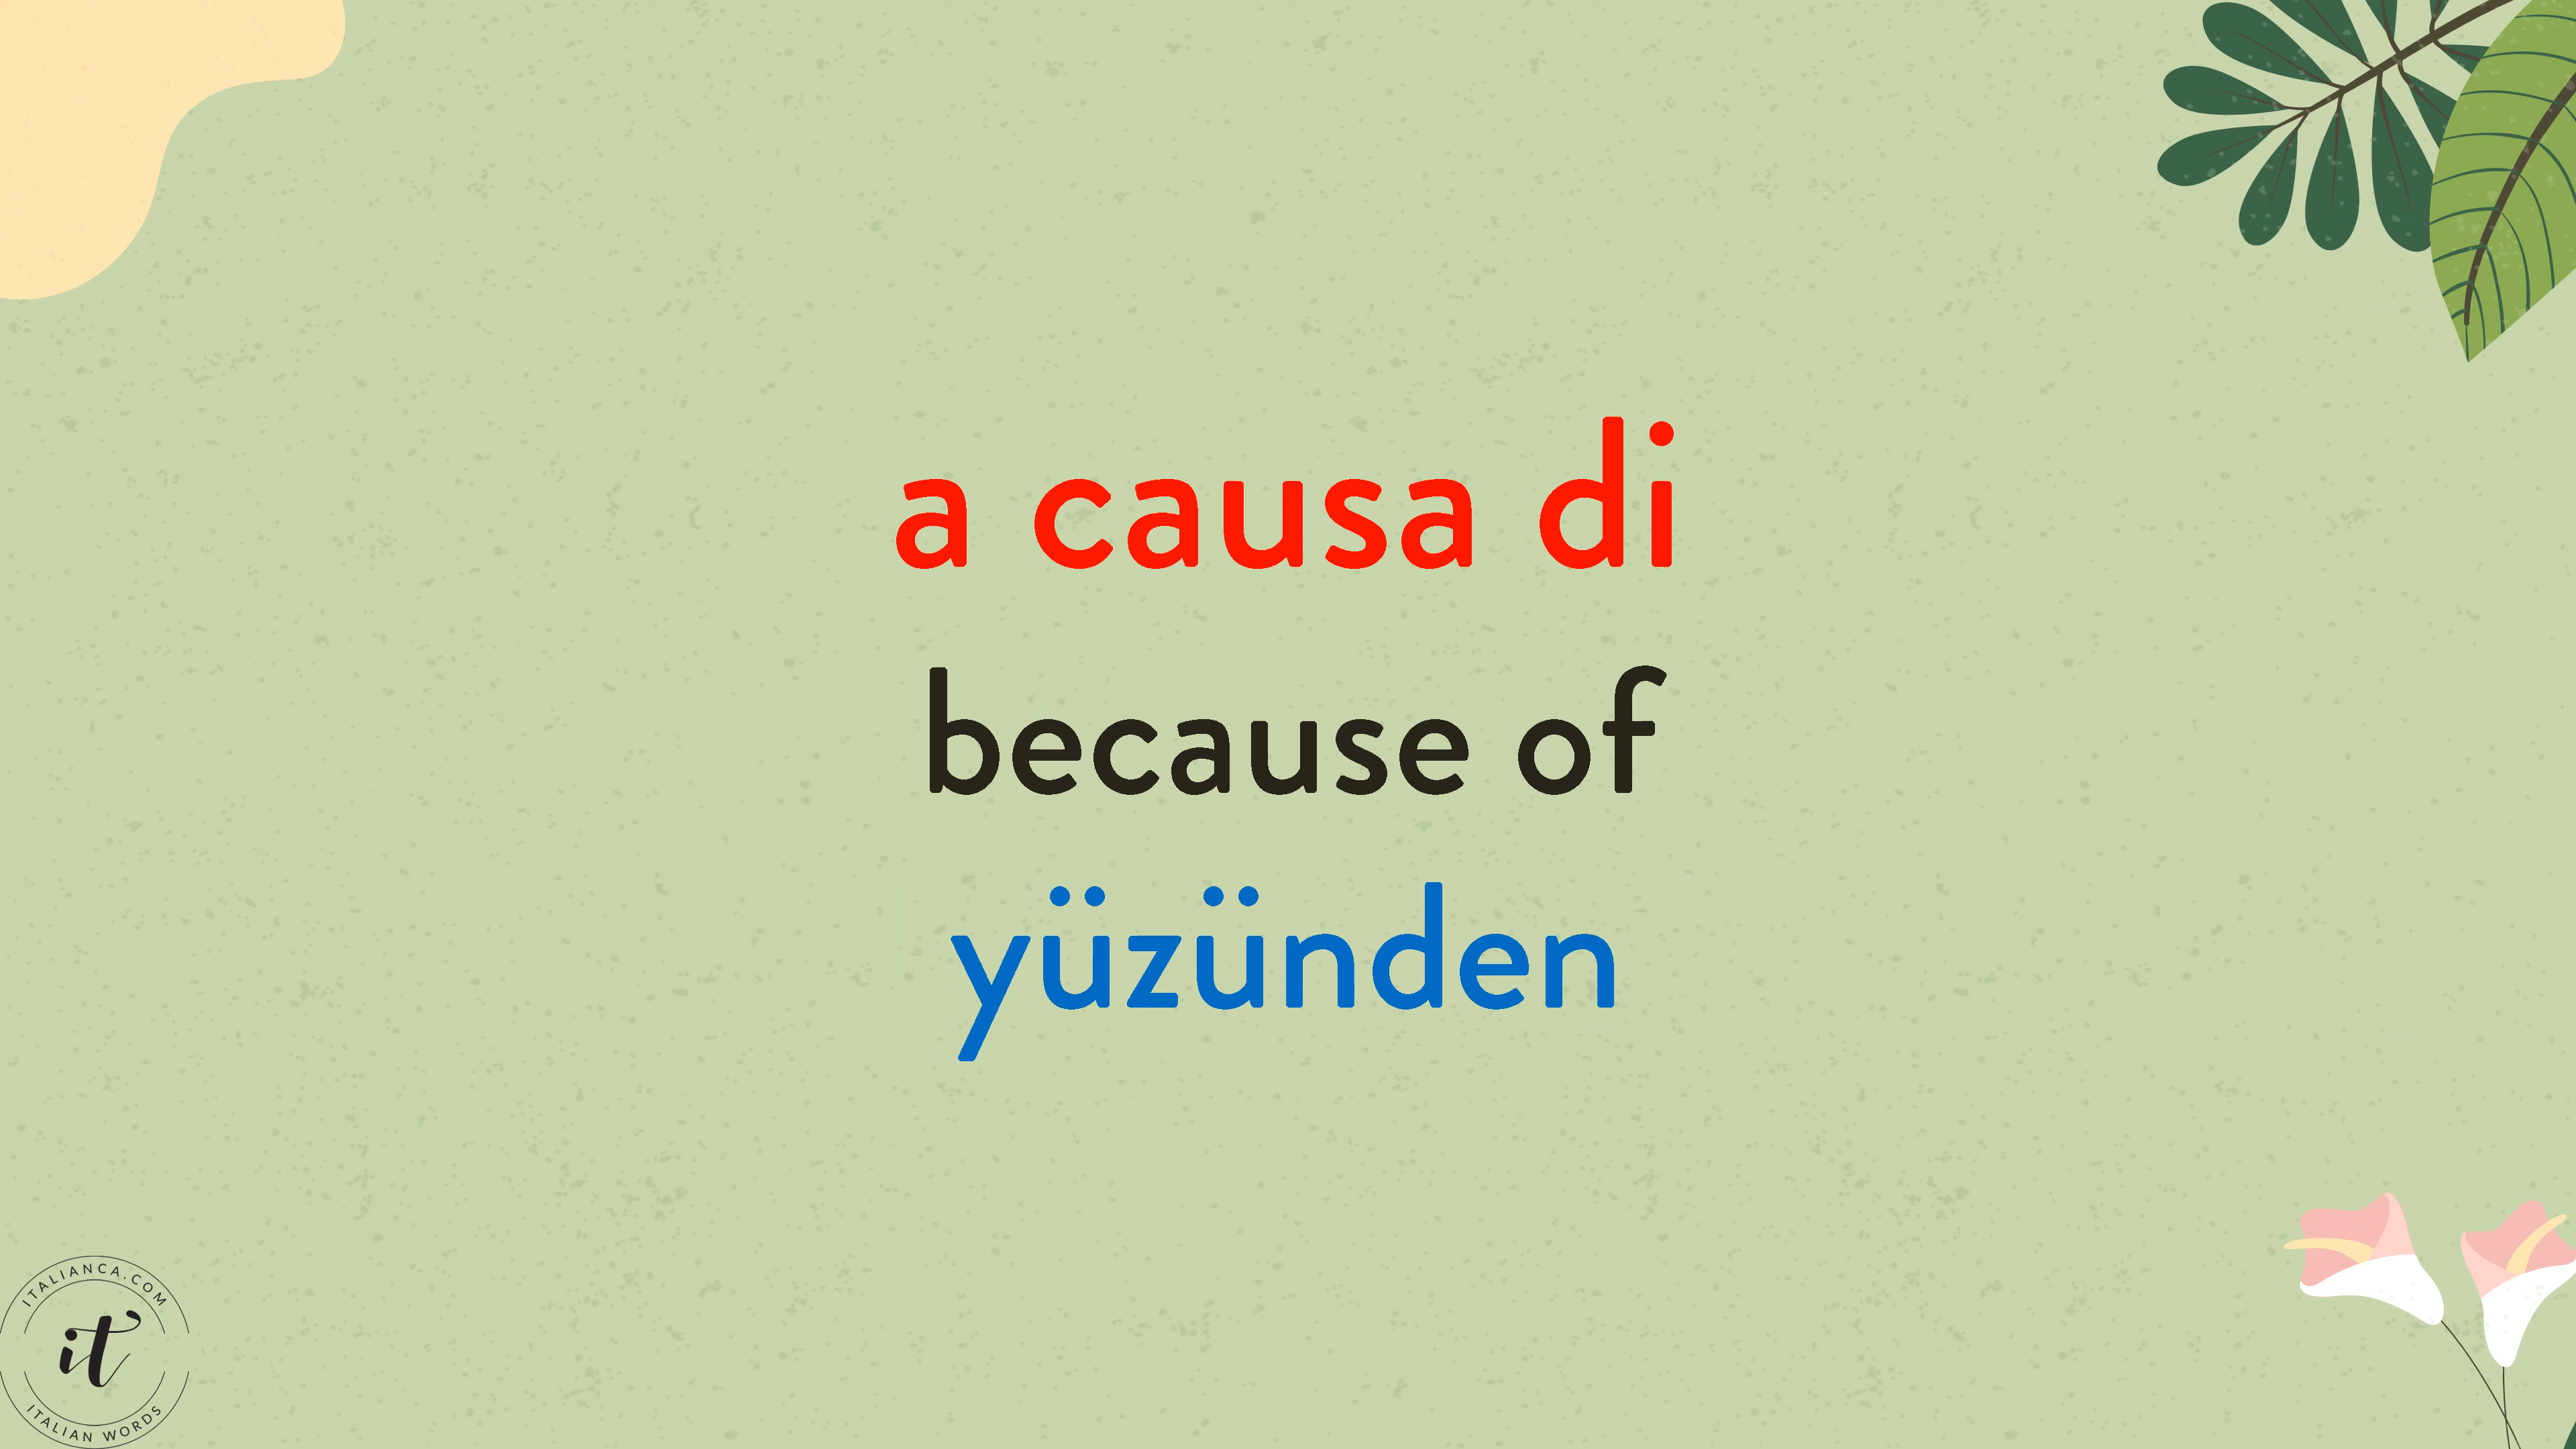 a causa di
because of
yüzünden
ITALIANCA.COM
it
ITALIAN WORDS